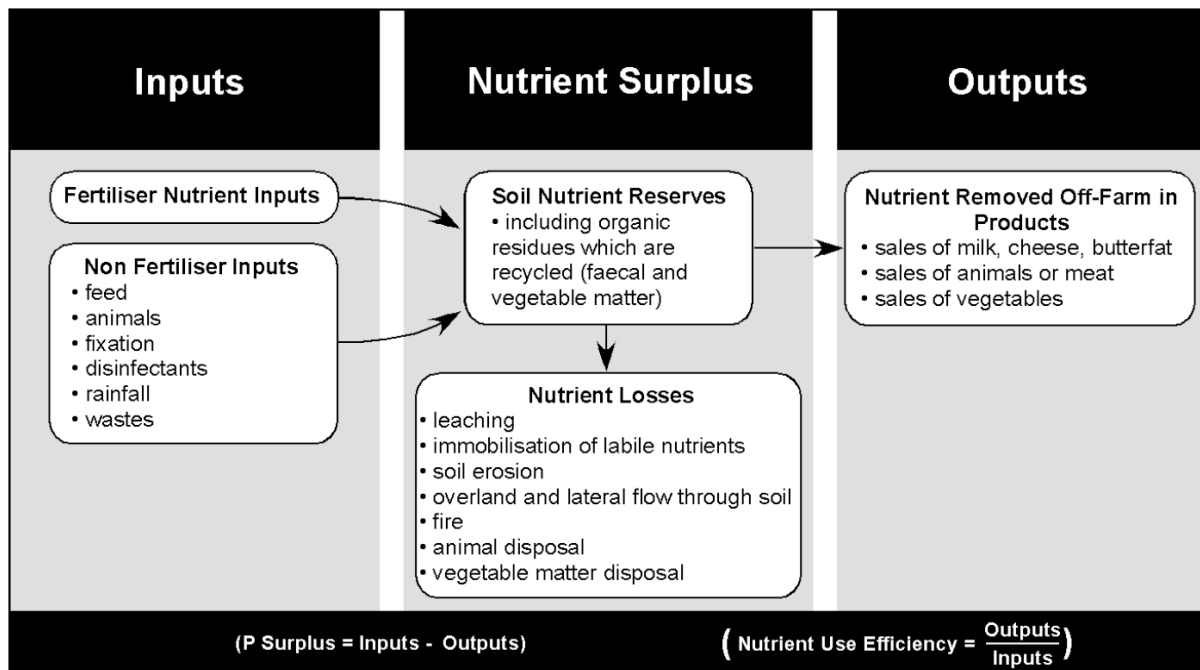 Inputs
Nutrient Surplus
Outputs
Fertiliser Nutrient Inputs
Non Fertiliser Inputs
• feed
• animals
• fixation
• disinfectants
• rainfall
• wastes
Soil Nutrient Reserves
• including organic
residues which are
recycled (faecal and
vegetable matter)
Nutrient Losses
• leaching
• immobilisation of labile nutrients
• soil erosion
• overland and lateral flow through soil
• fire
• animal disposal
• vegetable matter disposal
Nutrient Removed Off-Farm in
Products
• sales of milk, cheese, butterfat
• sales of animals or meat
• sales of vegetables
(P Surplus = Inputs - Outputs)
(Nutrient Use Efficiency = Outputs/Inputs)